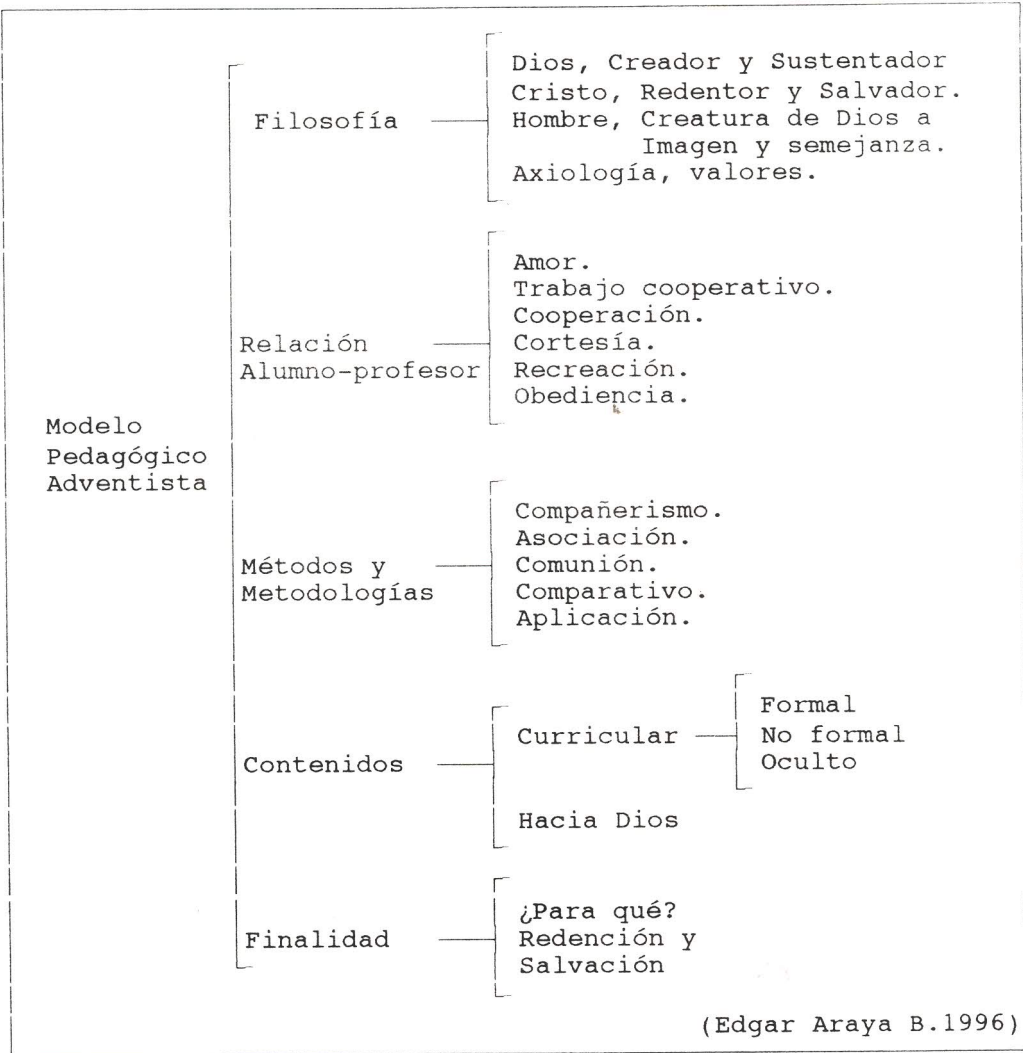 Modelo
Pedagógico
Adventista
Filosofía
Dios, Creador y Sustentador
Cristo, Redentor y Salvador.
Hombre, Creatura de Dios a
Imagen y semejanza.
Axiología, valores.
Relación
Alumno-profesor
Amor.
Trabajo cooperativo.
Cooperación.
Cortesía.
Recreación.
Obediencia.
Métodos y
Metodologías
Compañerismo.
Asociación.
Comunión.
Comparativo.
Aplicación.
Contenidos
Curricular
Formal
No formal
Oculto
Hacia Dios
Finalidad
¿Para qué?
Redención y
Salvación
(Edgar Araya B.1996)